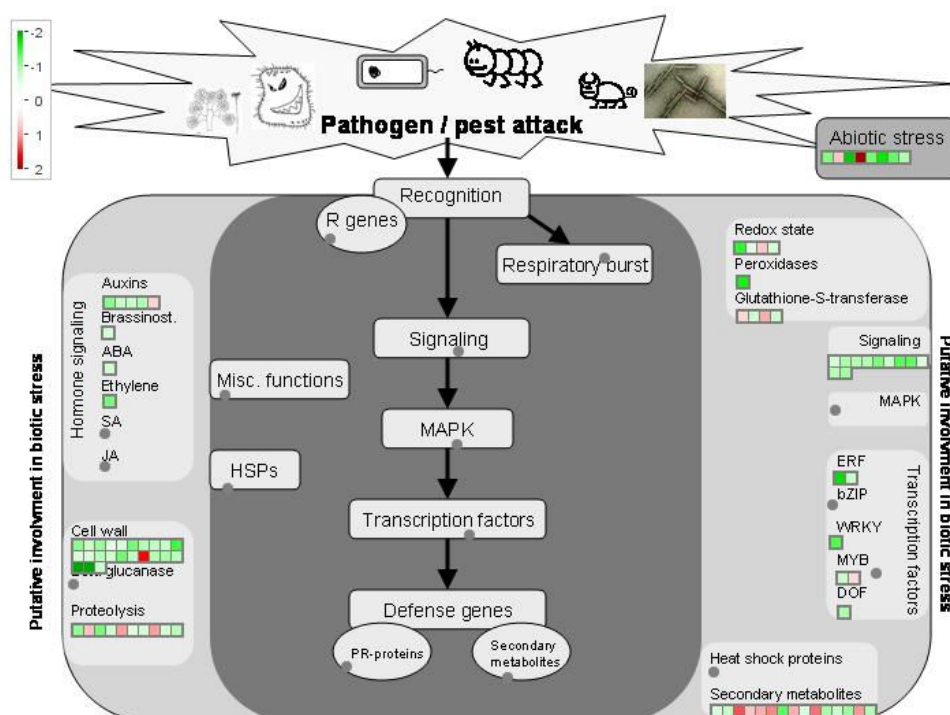 -2
-1
0
1
2
Pathogen / pest attack
Abiotic stress
Recognition
R genes
Respiratory burst
Signaling
Misc. functions
MAPK
HSPs
Transcription factors
Defense genes
PR-proteins
Secondary
metabolites
Putative involvment in biotic stress
Hormone signaling
Auxins
Brassinost.
ABA
Ethylene
SA
JA
Cell wall
glucanase
Proteolysis
Redox state
Peroxidases
Glutathione-S-transferase
Signaling
MAPK
ERF
bZIP
WRKY
MYB
DOF
Transcription factors
Putative involvment in biotic stress
Heat shock proteins
Secondary metabolites